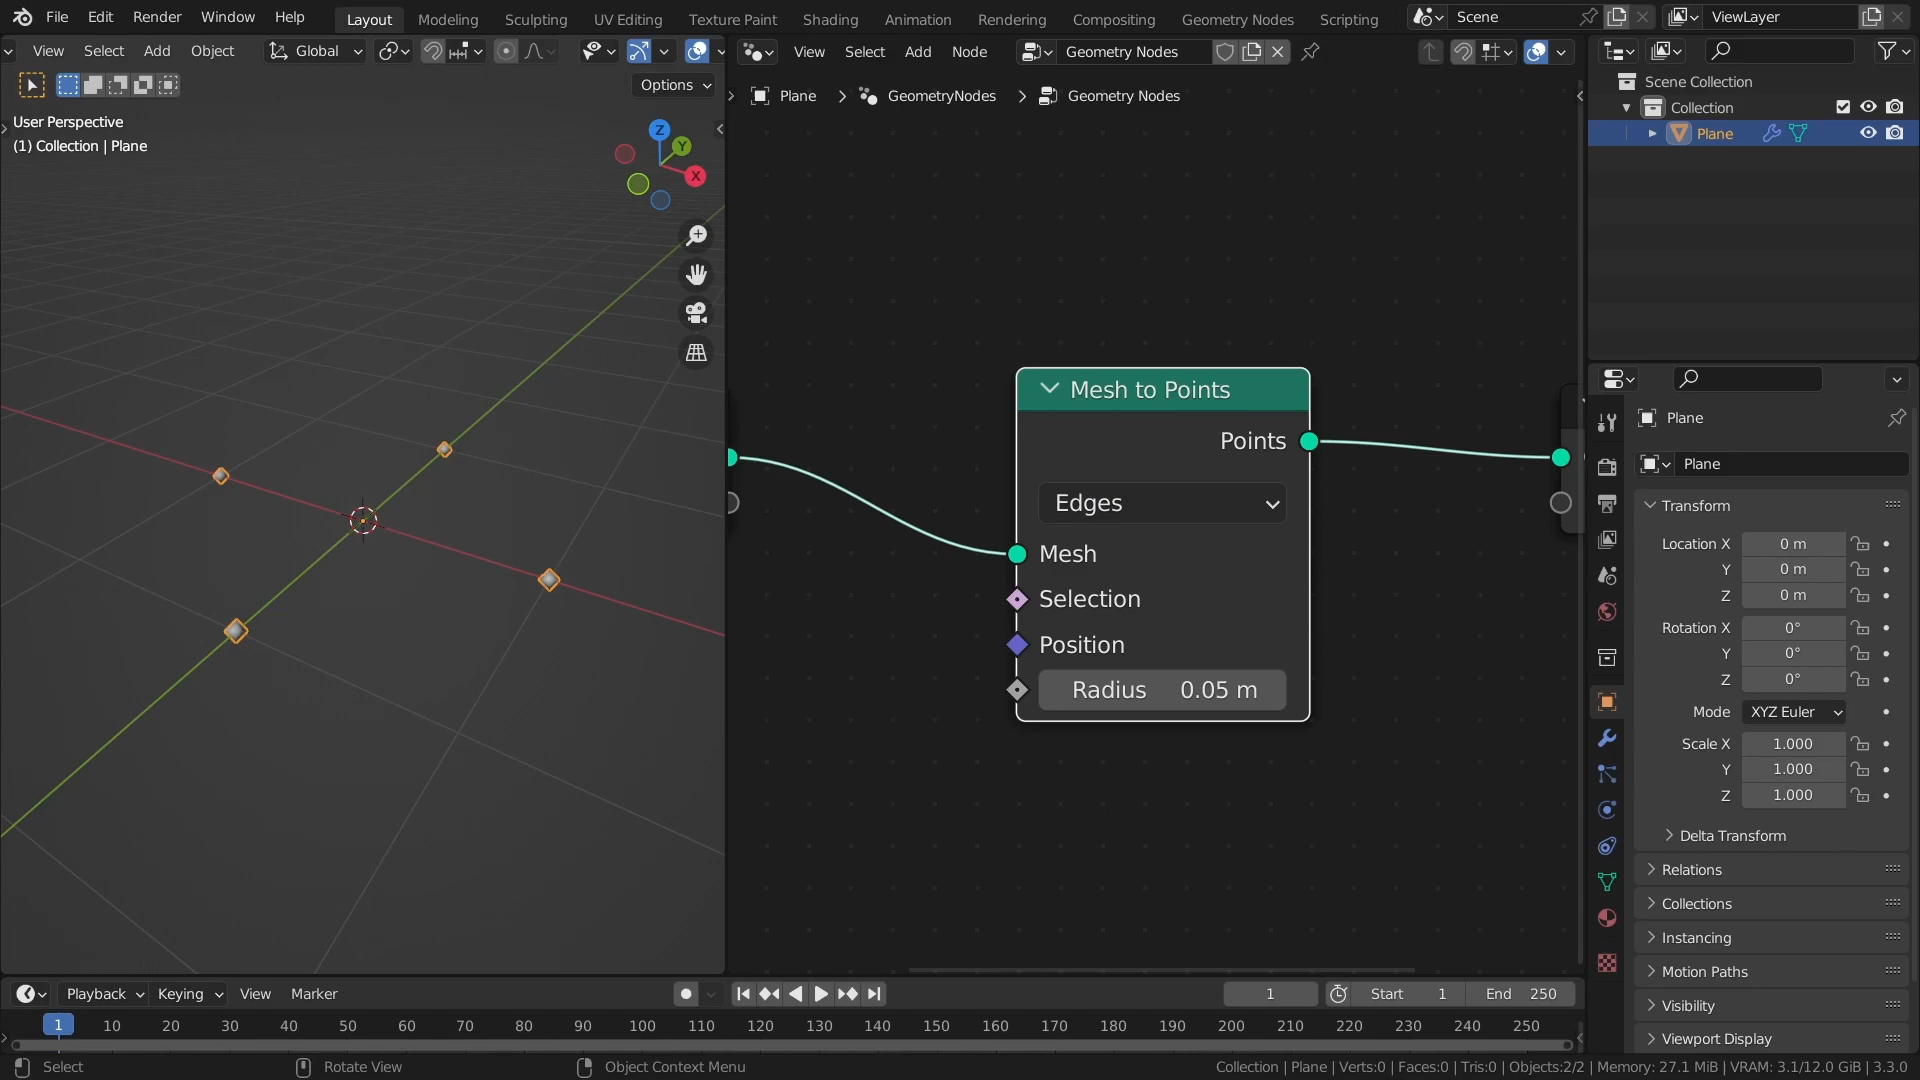 File Edit Render Window Help Layout Modeling Sculpting UV Editing Texture Paint Shading Animation Rendering Compositing Geometry Nodes Scripting Scene ViewLayer
View Select Add Object Global View Select Add Node Geometry Nodes
Options
Plane GeometryNodes Geometry Nodes
User Perspective
(1) Collection | Plane
Z
Y
X
Mesh to Points
Points
Edges
Mesh
Selection
Position
Radius 0.05 m
Scene Collection
Collection
Plane
Plane
Plane
Transform
Location X 0 m
Y 0 m
Z 0 m
Rotation X 0°
Y 0°
Z 0°
Mode XYZ Euler
Scale X 1.000
Y 1.000
Z 1.000
Delta Transform
Relations
Collections
Instancing
Motion Paths
Visibility
Viewport Display
Playback Keying View Marker 1 Start 1 End 250
1 10 20 30 40 50 60 70 80 90 100 110 120 130 140 150 160 170 180 190 200 210 220 230 240 250
Select Rotate View Object Context Menu Collection | Plane | Verts:0 | Faces:0 | Tris:0 | Objects:2/2 | Memory: 27.1 MiB | VRAM: 3.1/12.0 GiB | 3.3.0